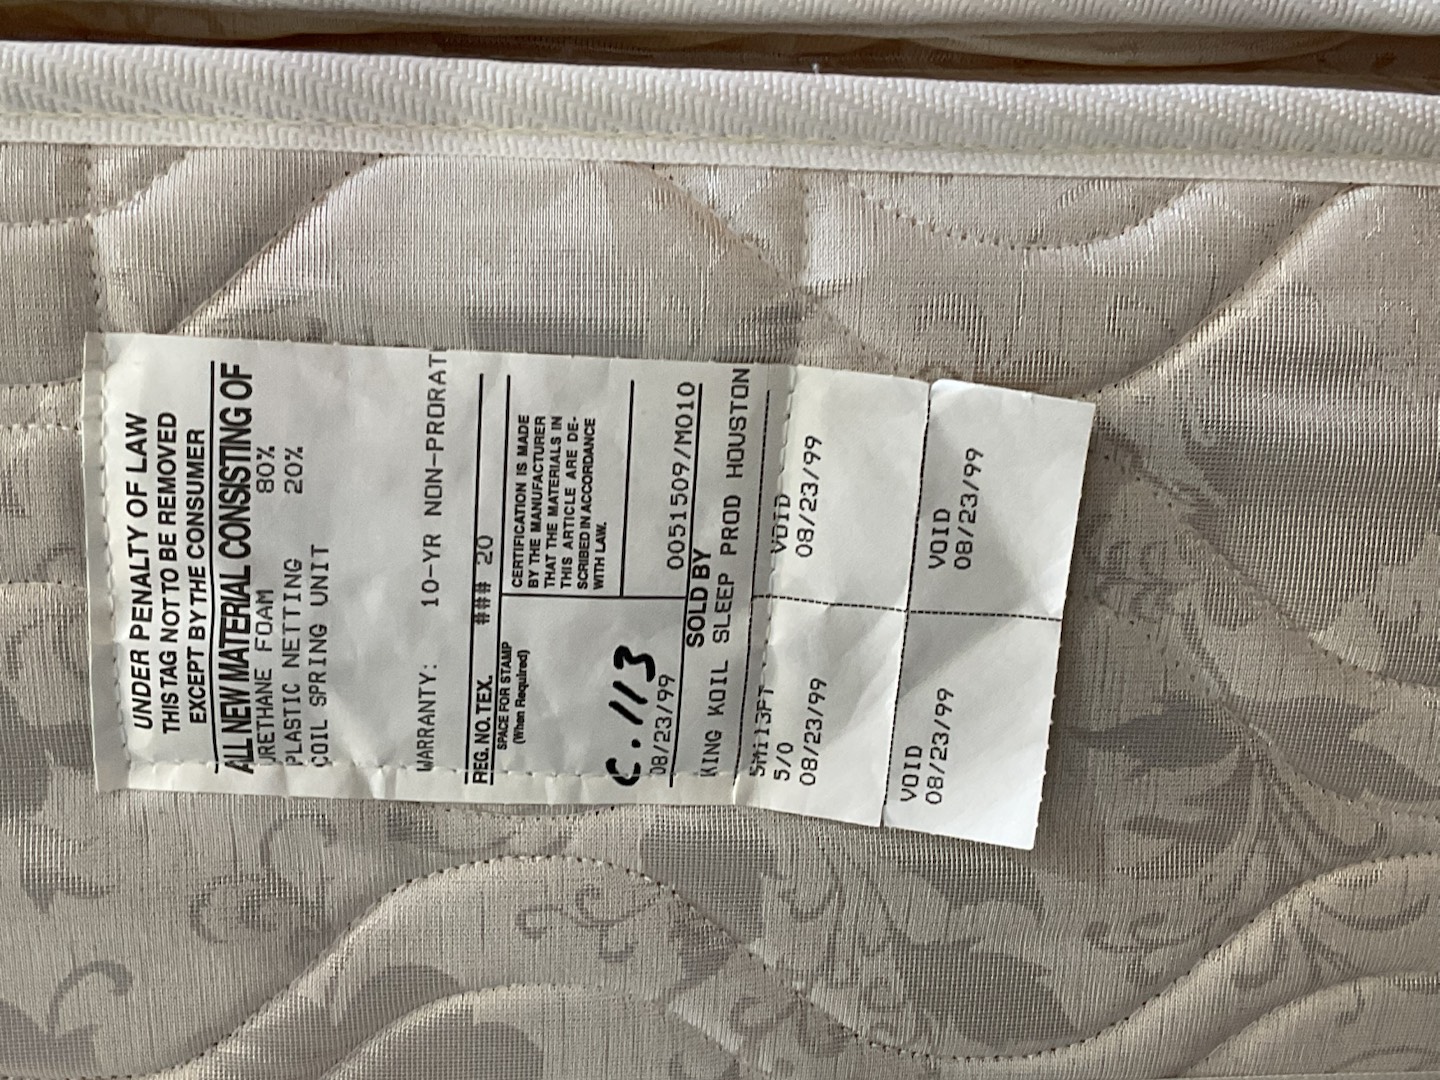 UNDER PENALTY OF LAW
THIS TAG NOT TO BE REMOVED
EXCEPT BY THE CONSUMER
ALL NEW MATERIAL CONSISTING OF
URETHANE FOAM 80%
PLASTIC NETTING 20%
COIL SPRING UNIT
WARRANTY: 10-YR NON-PRORAT
REG. NO. TEX. ### 20
SPACE FOR STAMP
(When Required)
CERTIFICATION IS MADE
BY THE MANUFACTURER
THAT THE MATERIALS IN
THIS ARTICLE ARE DE-
SCRIBED IN ACCORDANCE
WITH LAW.
C.113
08/23/99 0051509/M010
SOLD BY
KING KOIL SLEEP PROD HOUSTON
5/0
08/23/99
VOID
08/23/99
VOID
08/23/99
VOID
08/23/99